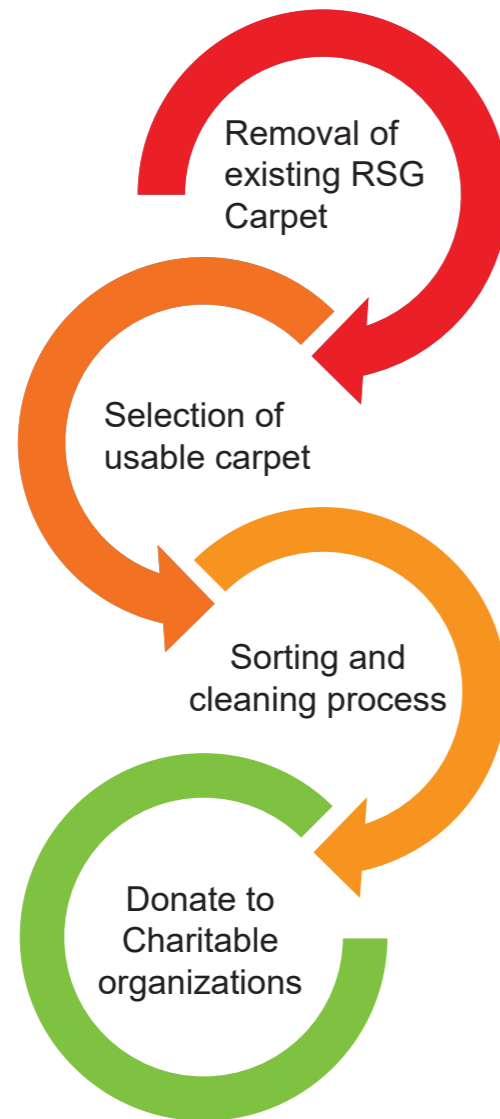 Removal of
existing RSG
Carpet
Selection of
usable carpet
Sorting and
cleaning process
Donate to
Charitable
organizations